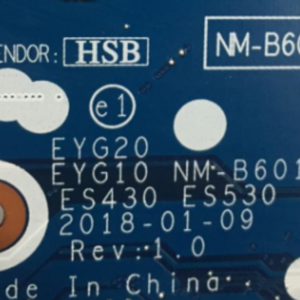 ENDOR: HSB NM-B60
e1
EYG20
EYG10 NM-B601
ES430 ES530
2018-01-09
Rev:1.0
de In China